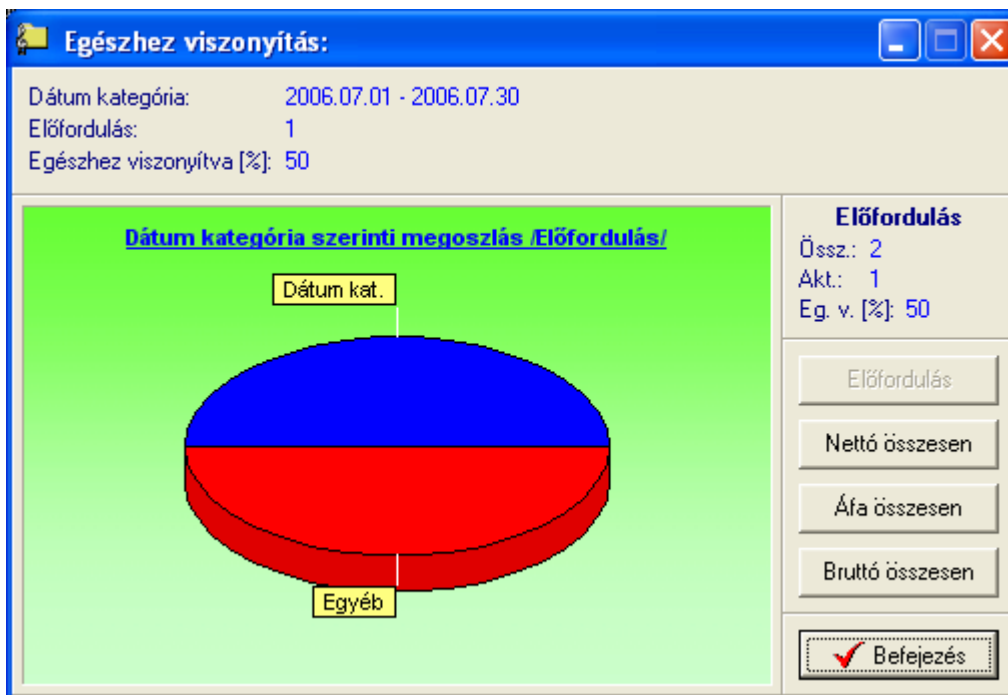 Egészhez viszonyítás:
Dátum kategória: 2006.07.01 - 2006.07.30
Előfordulás: 1
Egészhez viszonyítva [%]: 50
Dátum kategória szerinti megoszlás /Előfordulás/
Dátum kat.
Egyéb
Előfordulás
Össz.: 2
Akt.: 1
Eg. v. [%]: 50
Előfordulás
Nettó összesen
Áfa összesen
Bruttó összesen
Befejezés